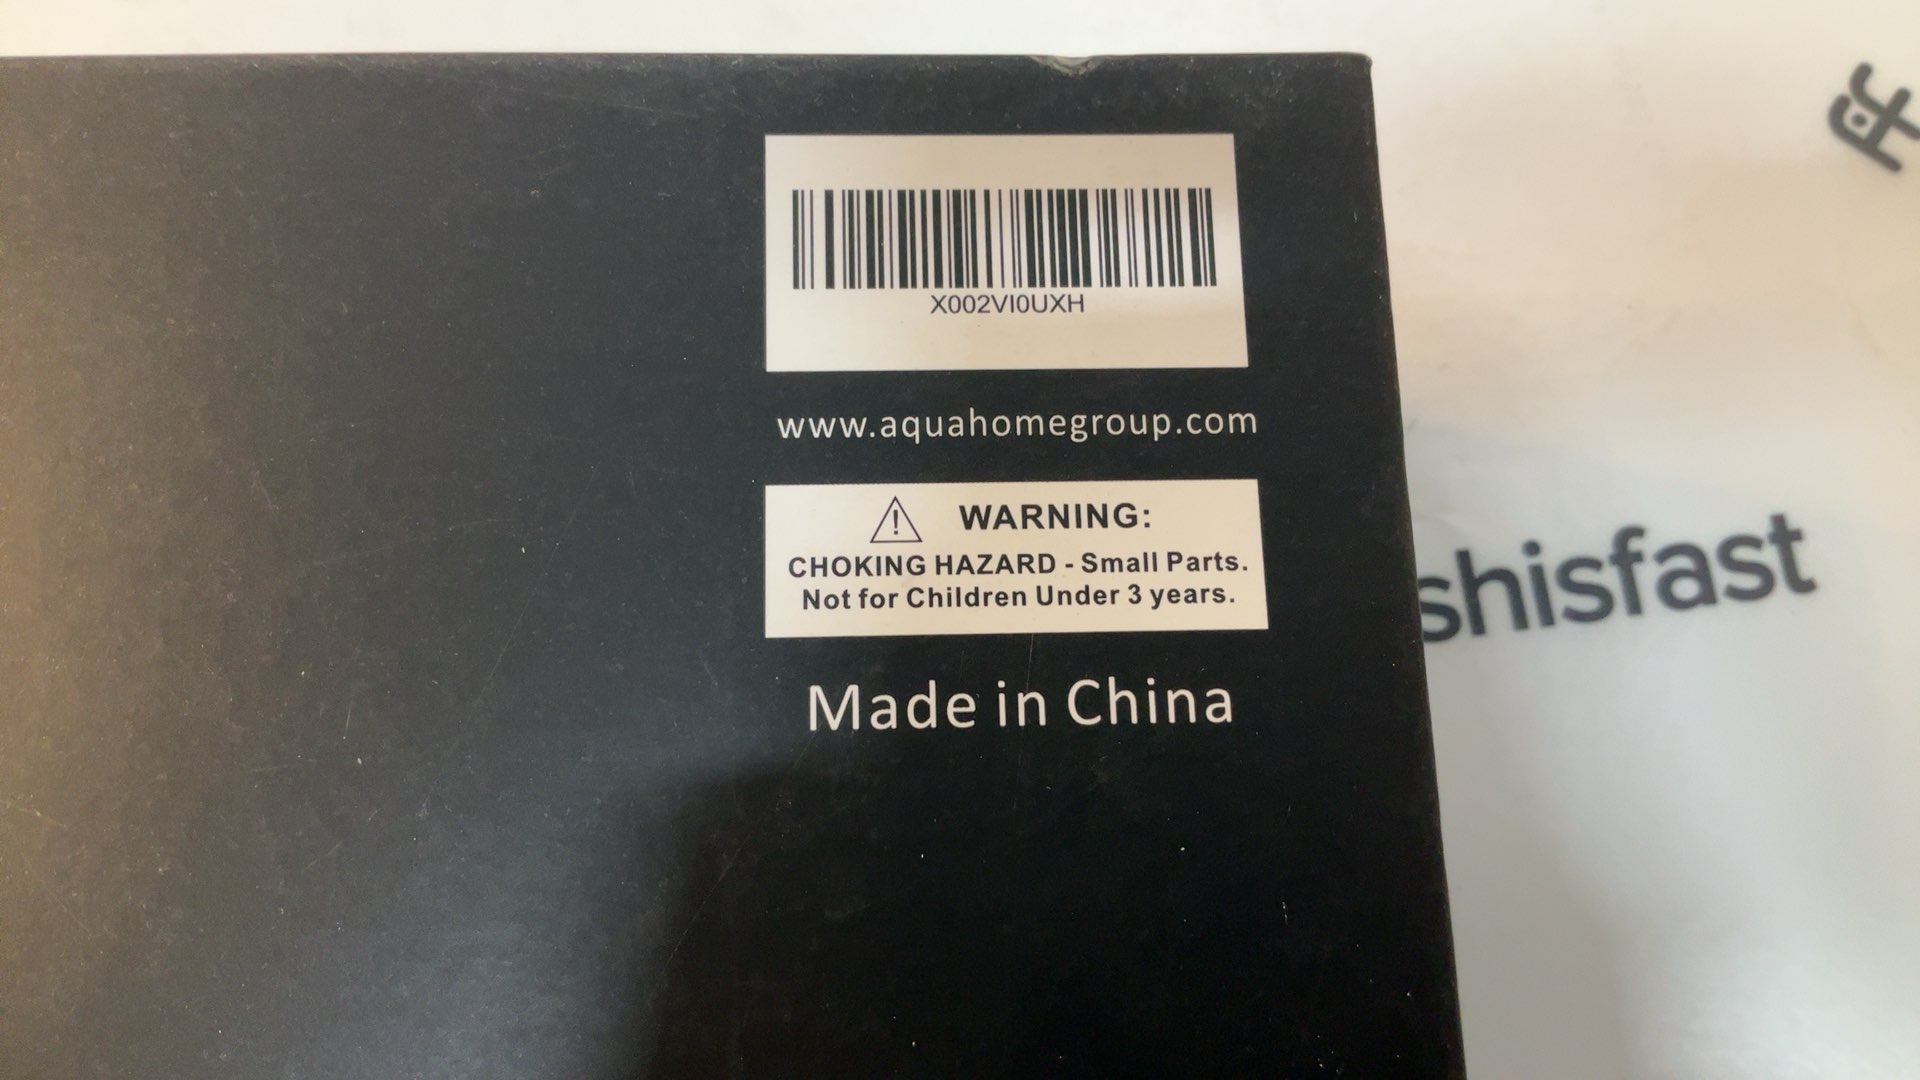 X002VI0UXH
www.aquahomegroup.com
WARNING:
CHOKING HAZARD - Small Parts.
Not for Children Under 3 years.
Made in China
shisfast